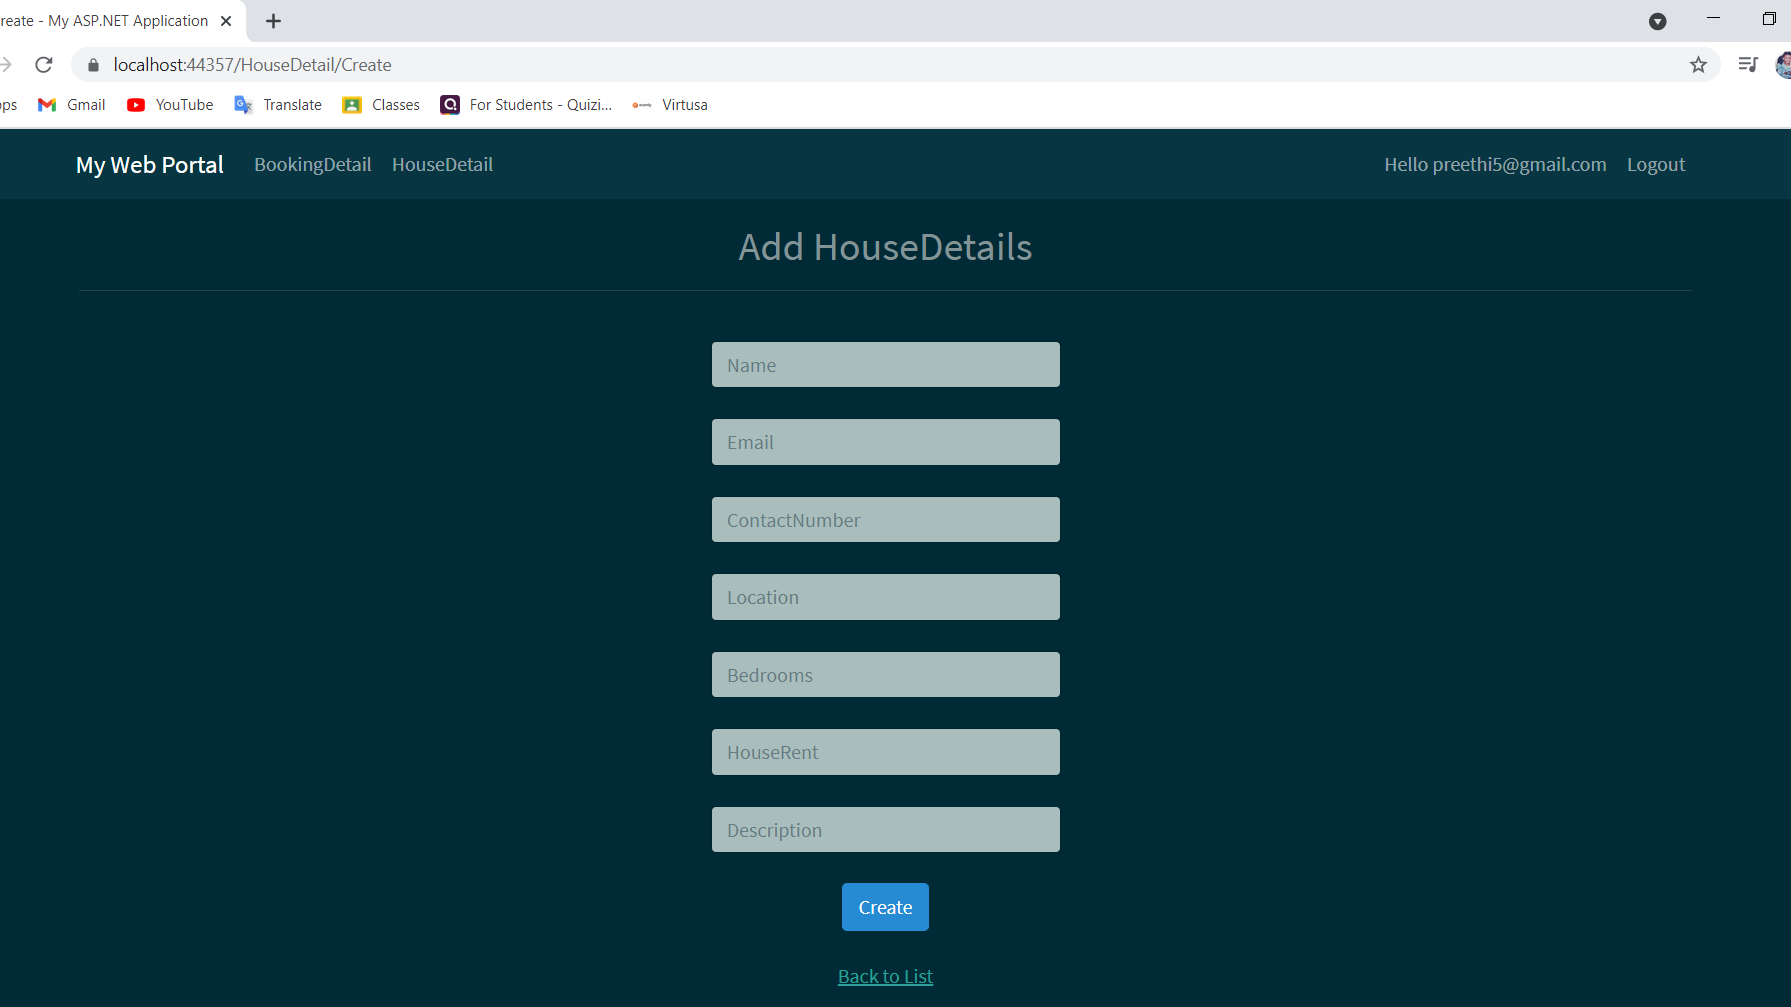 reate - My ASP.NET Application
localhost:44357/HouseDetail/Create
ps Gmail YouTube Translate Classes For Students - Quizi... Virtusa
My Web Portal BookingDetail HouseDetail Hello preethi5@gmail.com Logout
Add HouseDetails
Name
Email
ContactNumber
Location
Bedrooms
HouseRent
Description
Create
Back to List